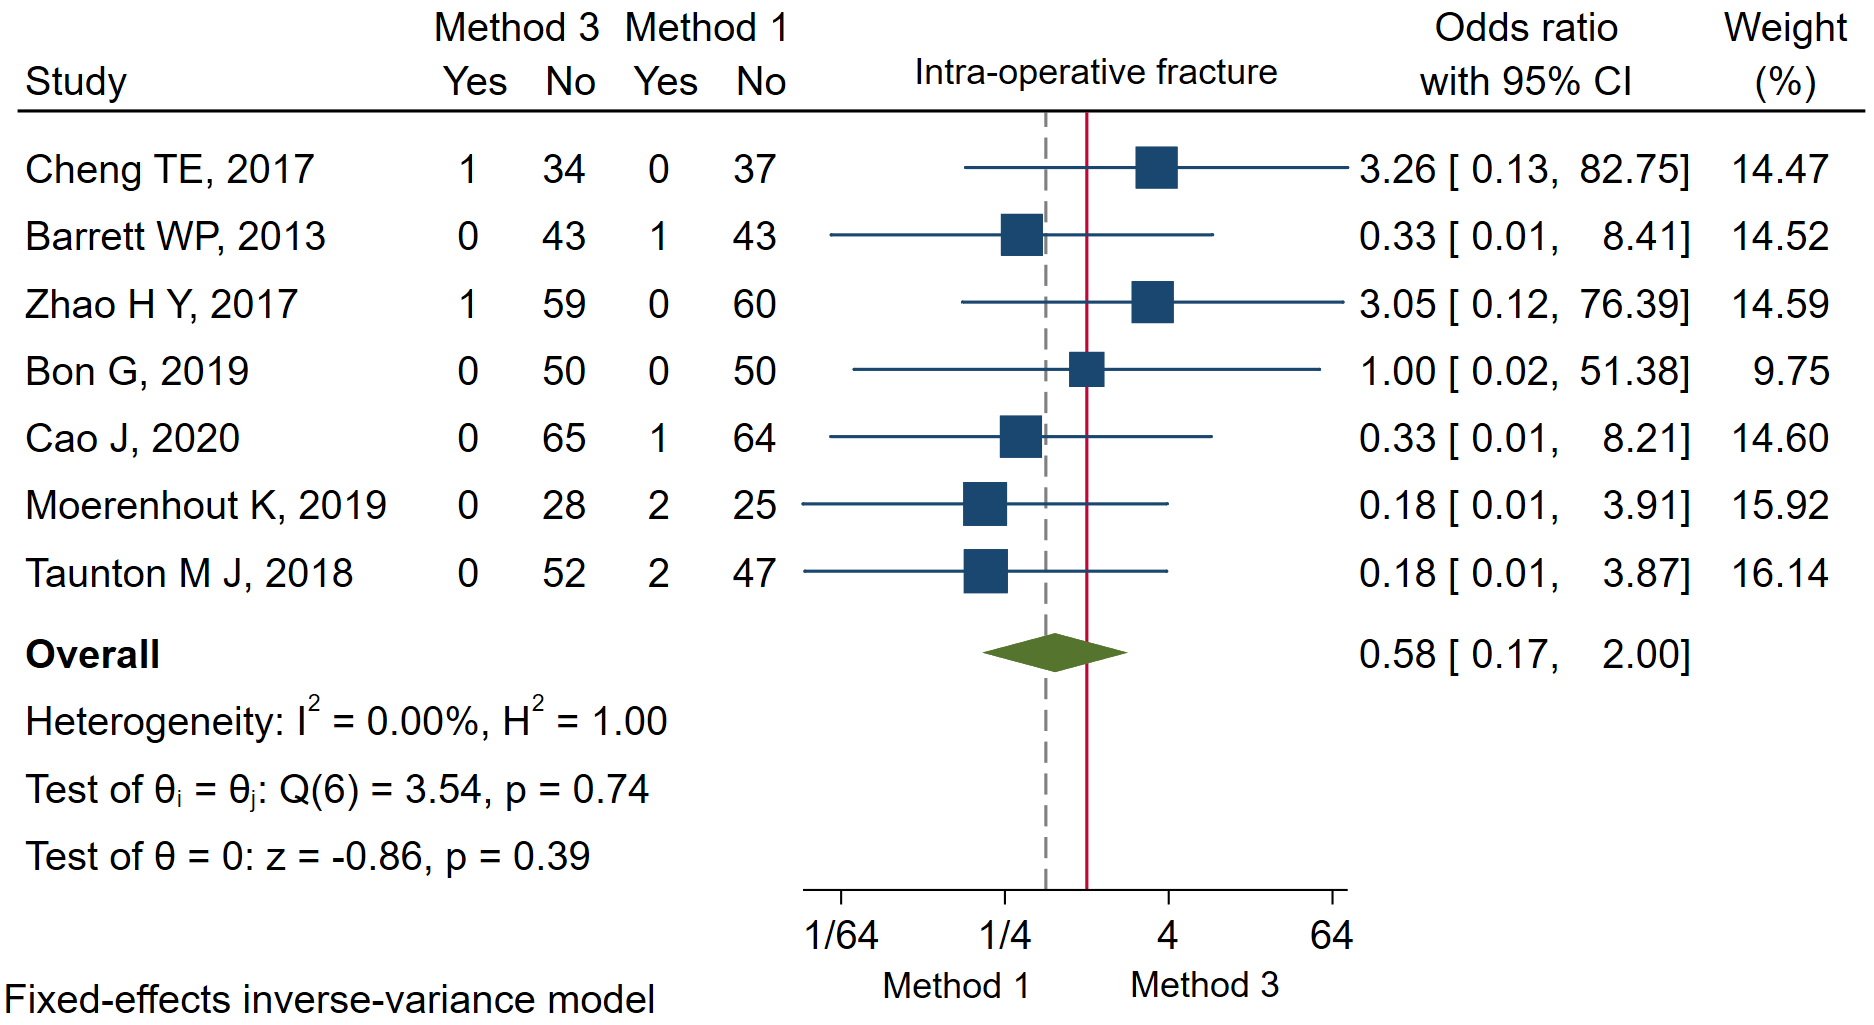 Method 3 Method 1 Odds ratio Weight
Study Yes No Yes No Intra-operative fracture with 95% CI (%)
Cheng TE, 2017 1 34 0 37 3.26 [ 0.13, 82.75] 14.47
Barrett WP, 2013 0 43 1 43 0.33 [ 0.01, 8.41] 14.52
Zhao H Y, 2017 1 59 0 60 3.05 [ 0.12, 76.39] 14.59
Bon G, 2019 0 50 0 50 1.00 [ 0.02, 51.38] 9.75
Cao J, 2020 0 65 1 64 0.33 [ 0.01, 8.21] 14.60
Moerenhout K, 2019 0 28 2 25 0.18 [ 0.01, 3.91] 15.92
Taunton M J, 2018 0 52 2 47 0.18 [ 0.01, 3.87] 16.14
Overall 0.58 [ 0.17, 2.00]
Heterogeneity: I² = 0.00%, H² = 1.00
Test of θᵢ = θⱼ: Q(6) = 3.54, p = 0.74
Test of θ = 0: z = -0.86, p = 0.39
1/64 1/4 4 64
Method 1 Method 3
Fixed-effects inverse-variance model